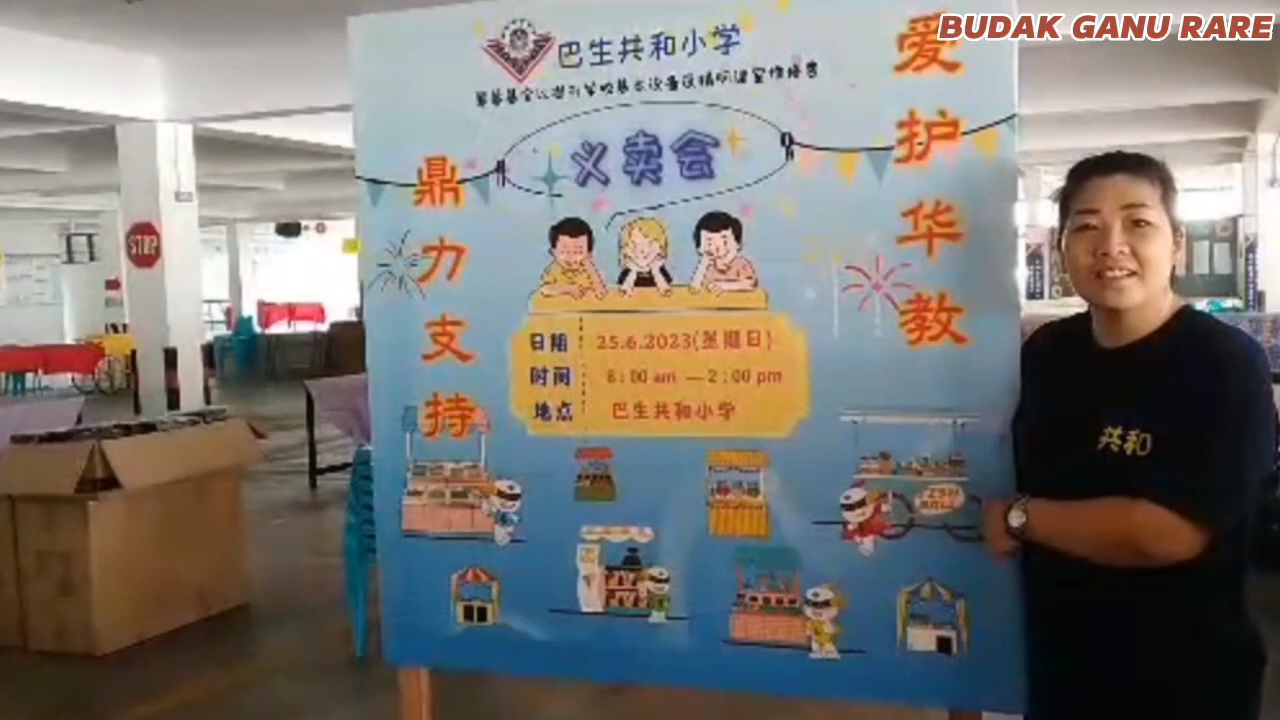 BUDAK GANU RARE
巴生共和小学
义卖会
爱护华教
鼎力支持
日期 25.6.2023(星期日)
时间 8:00 am — 2:00 pm
地点 巴生共和小学
STOP
共和